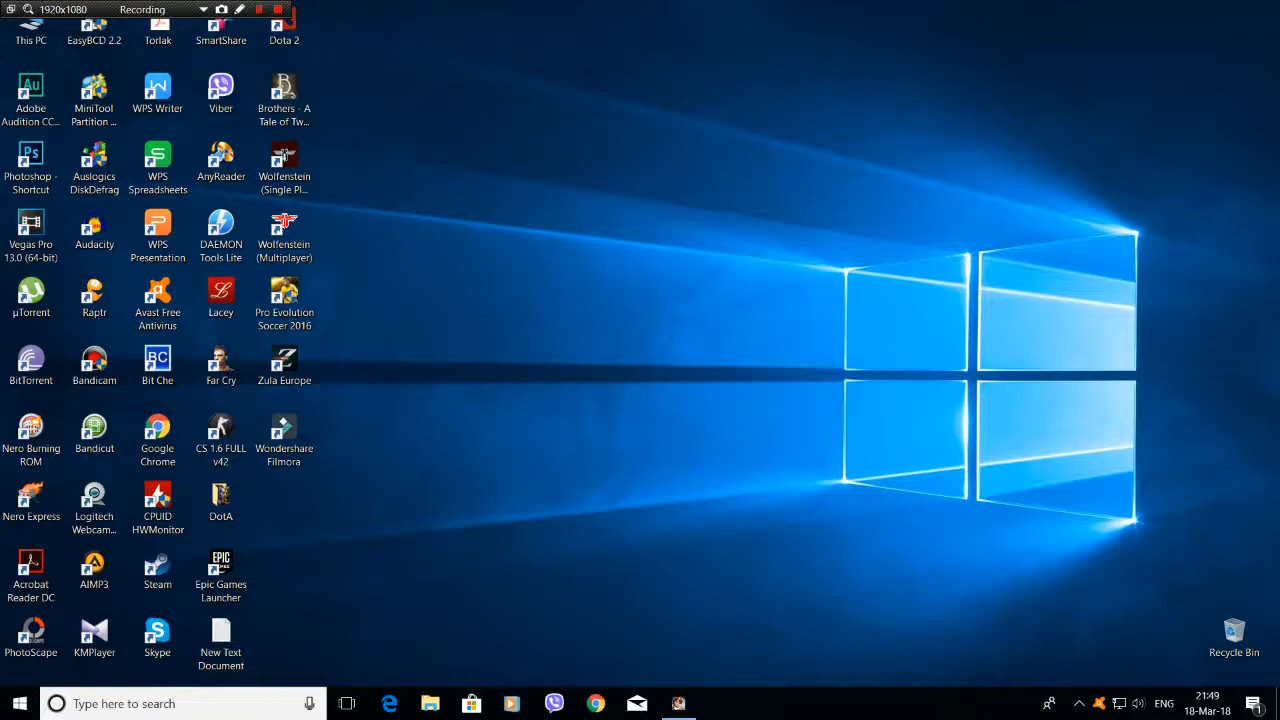 1920x1080 Recording
This PC
EasyBCD 2.2
Torlak
SmartShare
Dota 2
Adobe
Audition CC...
MiniTool
Partition ...
WPS Writer
Viber
Brothers - A
Tale of Tw...
Photoshop -
Shortcut
Auslogics
DiskDefrag
WPS
Spreadsheets
AnyReader
Wolfenstein
(Single Pl...
Vegas Pro
13.0 (64-bit)
Audacity
WPS
Presentation
DAEMON
Tools Lite
Wolfenstein
(Multiplayer)
µTorrent
Raptr
Avast Free
Antivirus
Lacey
Pro Evolution
Soccer 2016
BitTorrent
Bandicam
Bit Che
Far Cry
Zula Europe
Nero Burning
ROM
Bandicut
Google
Chrome
CS 1.6 FULL
v42
Wondershare
Filmora
Nero Express
Logitech
Webcam...
CPUID
HWMonitor
DotA
Acrobat
Reader DC
AIMP3
Steam
Epic Games
Launcher
PhotoScape
KMPlayer
Skype
New Text
Document
Recycle Bin
Type here to search
ENG
21:49
18-Mar-18